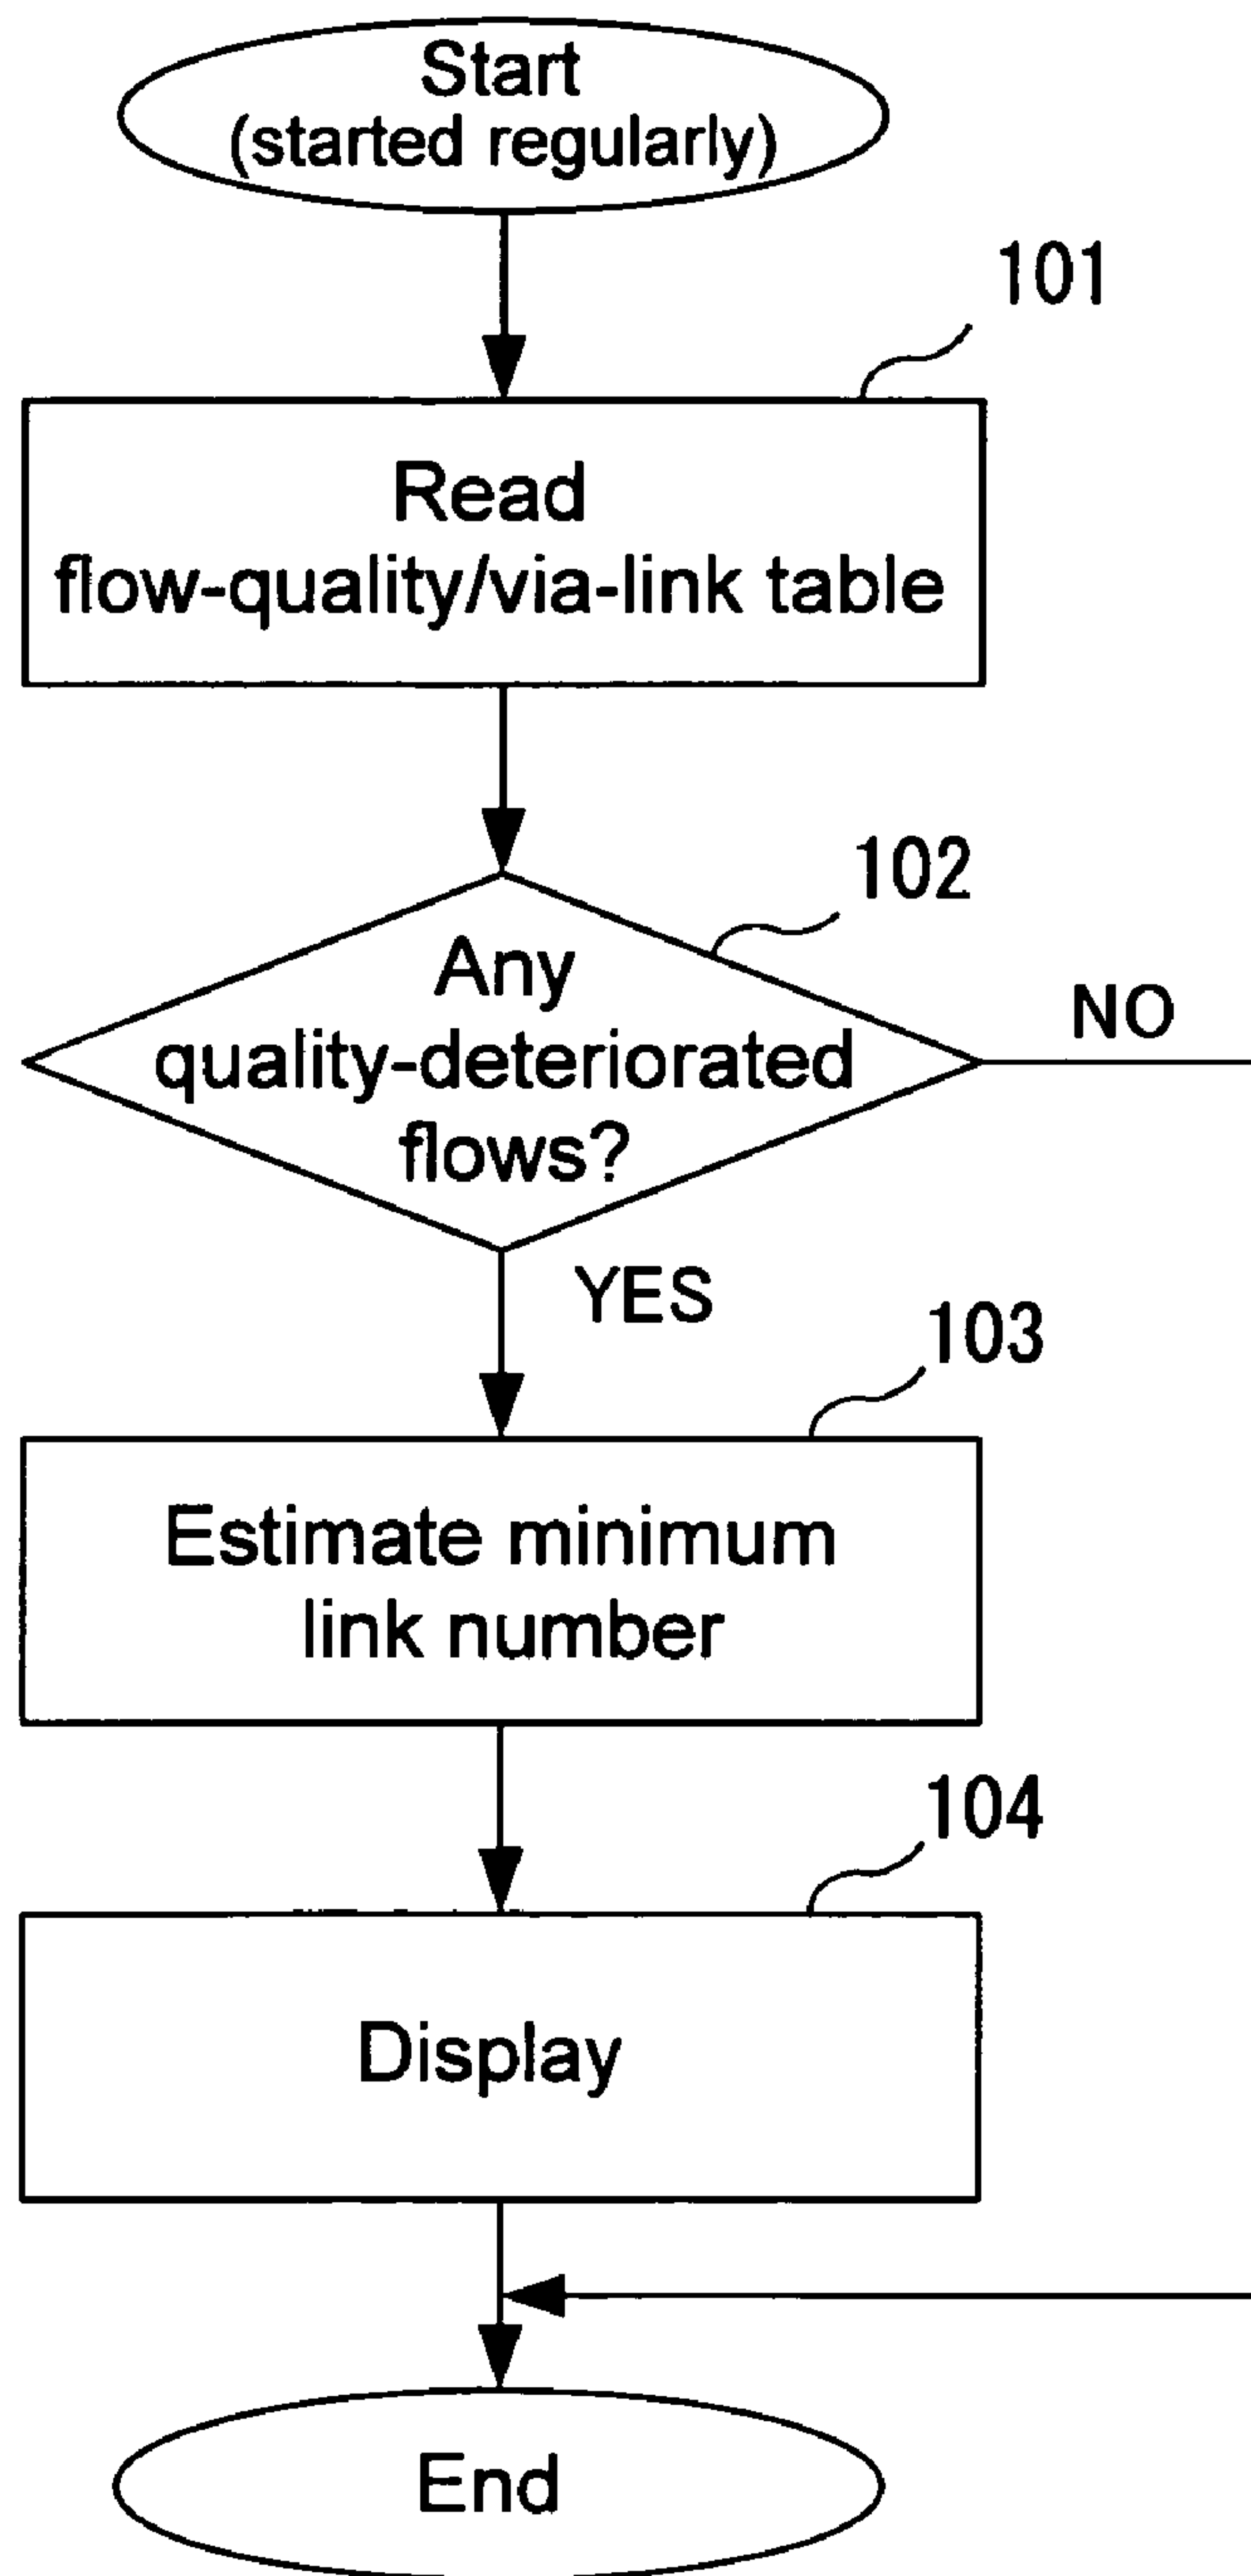 Start
(started regularly)
101
Read
flow-quality/via-link table
102
Any
quality-deteriorated
flows?
NO
YES
103
Estimate minimum
link number
104
Display
End